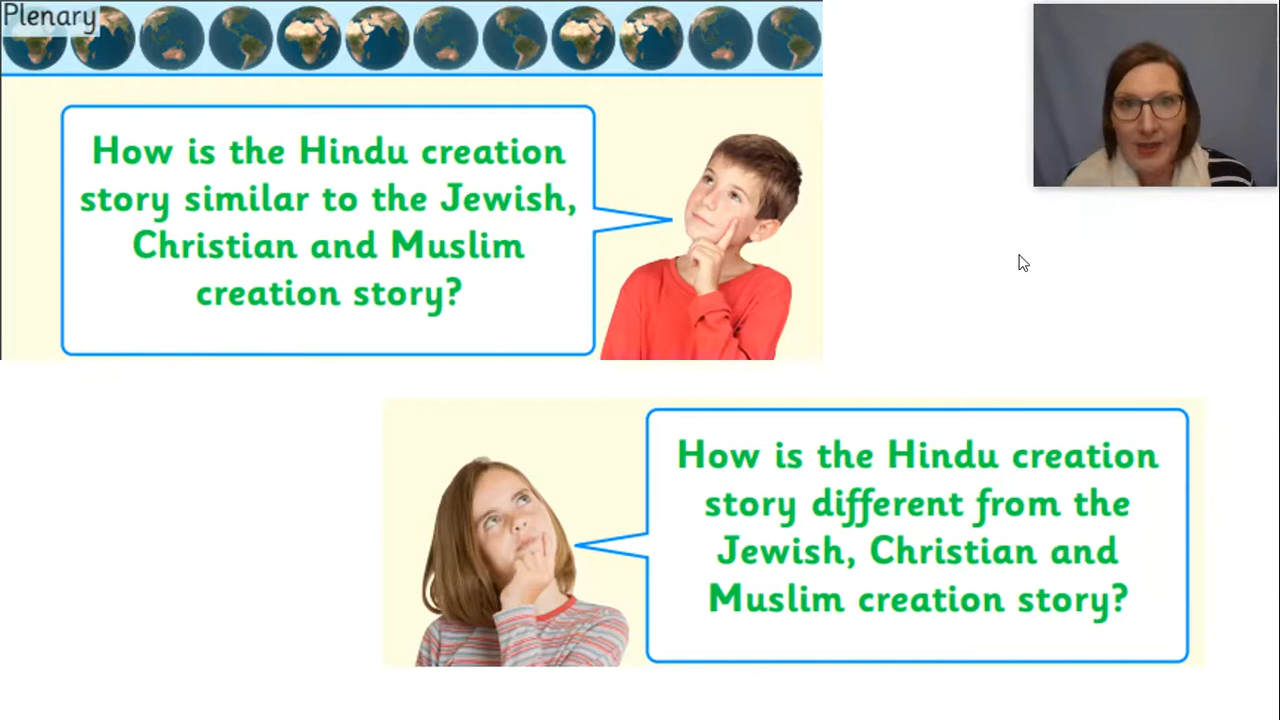 Plenary
How is the Hindu creation
story similar to the Jewish,
Christian and Muslim
creation story?
How is the Hindu creation
story different from the
Jewish, Christian and
Muslim creation story?